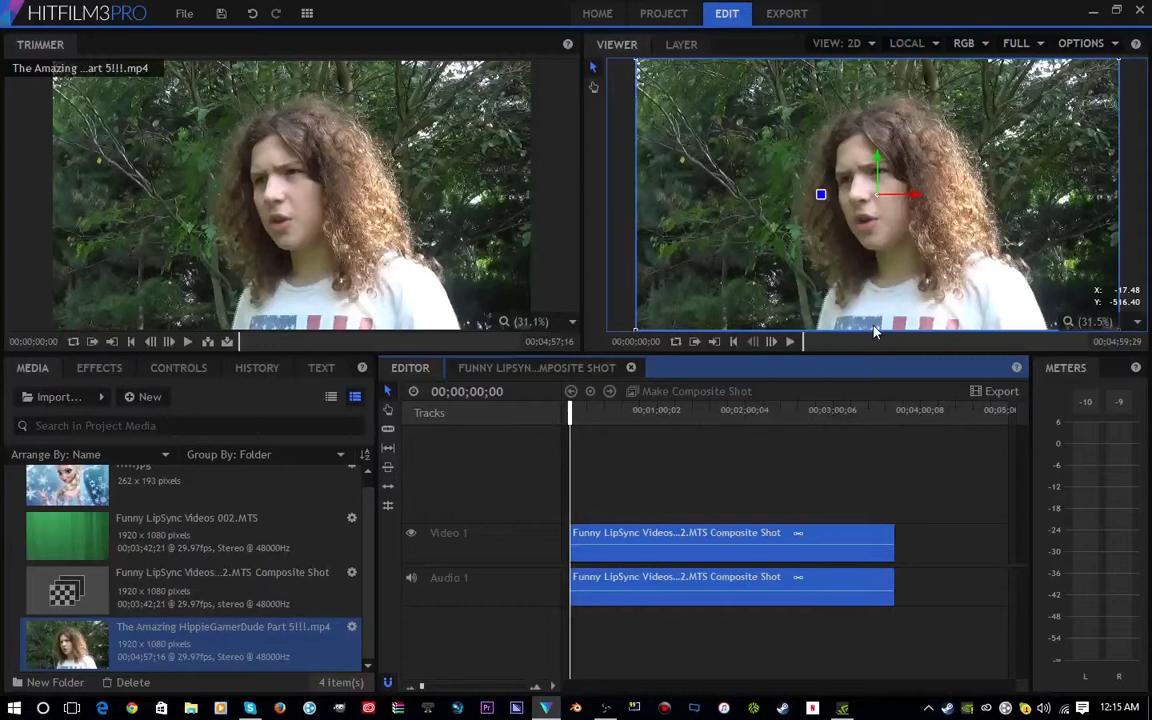 HITFILM3PRO
File
HOME
PROJECT
EDIT
EXPORT
TRIMMER
VIEWER
LAYER
VIEW: 2D
LOCAL
RGB
FULL
OPTIONS
The Amazing ...art 5!!!.mp4
X: -17.48
Y: -516.40
(31.1%)
(31.5%)
00;00;00;00
00;04;57;16
00;00;00;00
00;04;59;29
MEDIA
EFFECTS
CONTROLS
HISTORY
TEXT
EDITOR
FUNNY LIPSYN...MPOSITE SHOT
METERS
Import...
New
00;00;00;00
Make Composite Shot
Export
-10
-9
Tracks
00;01;00;02
00;02;00;04
00;03;00;06
00;04;00;08
Search in Project Media
Arrange By: Name
Group By: Folder
262 x 193 pixels
Funny LipSync Videos 002.MTS
1920 x 1080 pixels
00;03;42;21 @ 29.97fps, Stereo @ 48000Hz
Funny LipSync Videos...2.MTS Composite Shot
1920 x 1080 pixels
00;03;42;21 @ 29.97fps, stereo @ 48000Hz
The Amazing HippieGamerDude Part 5!!!.mp4
1920 x 1080 pixels
00;04;57;16 @ 29.97fps, Stereo @ 48000Hz
Video 1
Funny LipSync Videos...2.MTS Composite Shot
Audio 1
Funny LipSync Videos...2.MTS Composite Shot
6
0
-6
-12
-18
-24
-30
-36
-42
-48
-54
-∞
L
R
New Folder
Delete
4 item(s)
12:15 AM